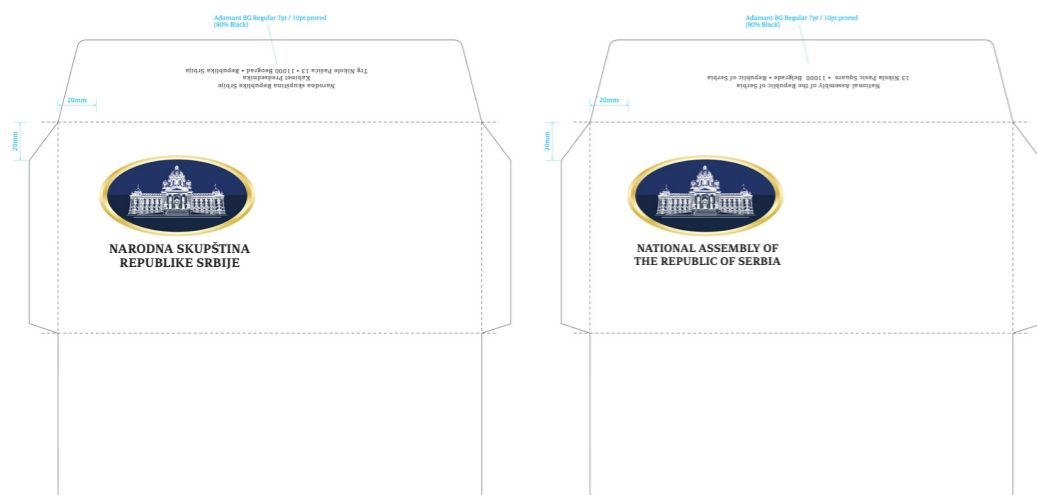 Adamant BG Regular 7pt / 10pt prored
(80% Black)
Narodna skupština Republike Srbije
Kabinet Predsednika
Trg Nikole Pašića 13 • 11000 Beograd • Republika Srbija
20mm
20mm
NARODNA SKUPŠTINA
REPUBLIKE SRBIJE
Adamant BG Regular 7pt / 10pt prored
(80% Black)
National Assembly of the Republic of Serbia
13 Nikola Pasic Square • 11000 Belgrade • Republic of Serbia
20mm
20mm
NATIONAL ASSEMBLY OF
THE REPUBLIC OF SERBIA